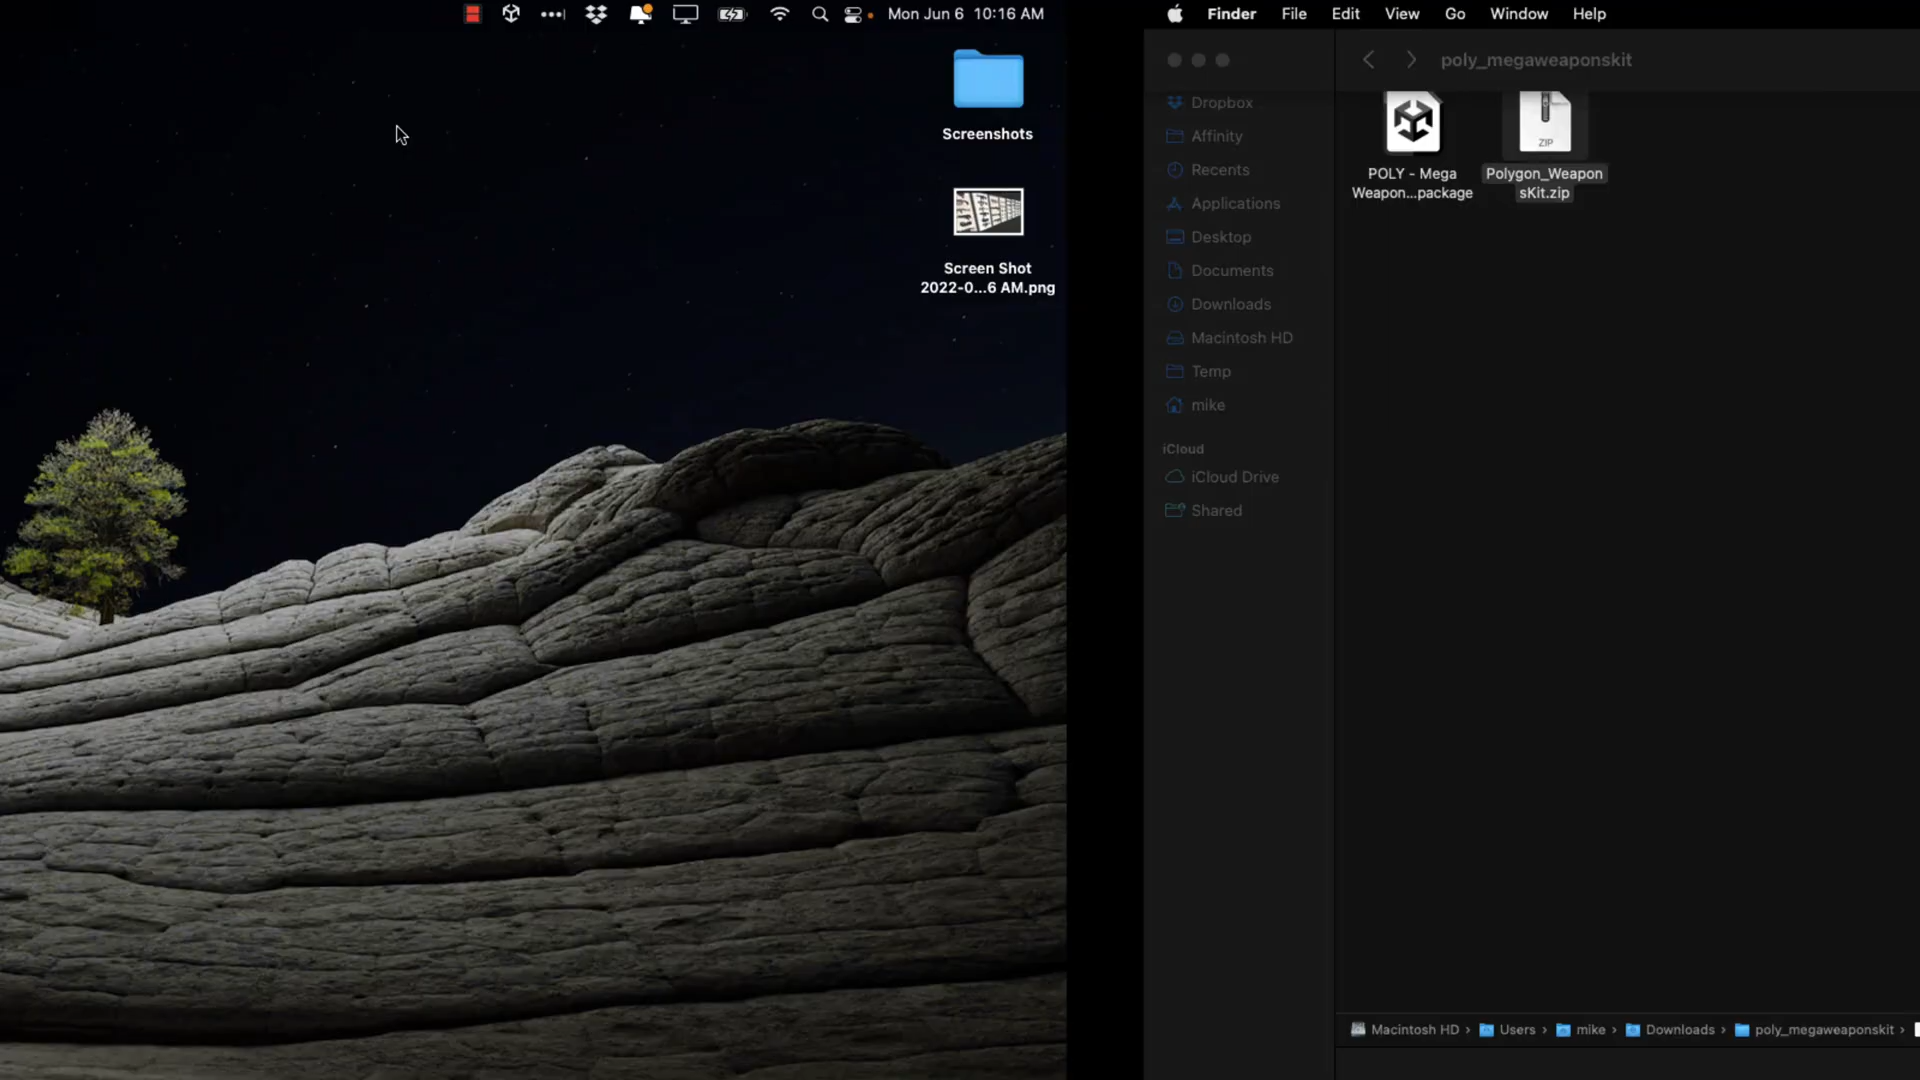 Mon Jun 6 10:16 AM
Screenshots
Screen Shot
2022-0...6 AM.png
Finder File Edit View Go Window Help
poly_megaweaponskit
Dropbox
Affinity
Recents
Applications
Desktop
Documents
Downloads
Macintosh HD
Temp
mike
iCloud
iCloud Drive
Shared
POLY - Mega
Weapon...package
ZIP
Polygon_Weapon
sKit.zip
Macintosh HD › Users › mike › Downloads › poly_megaweaponskit ›